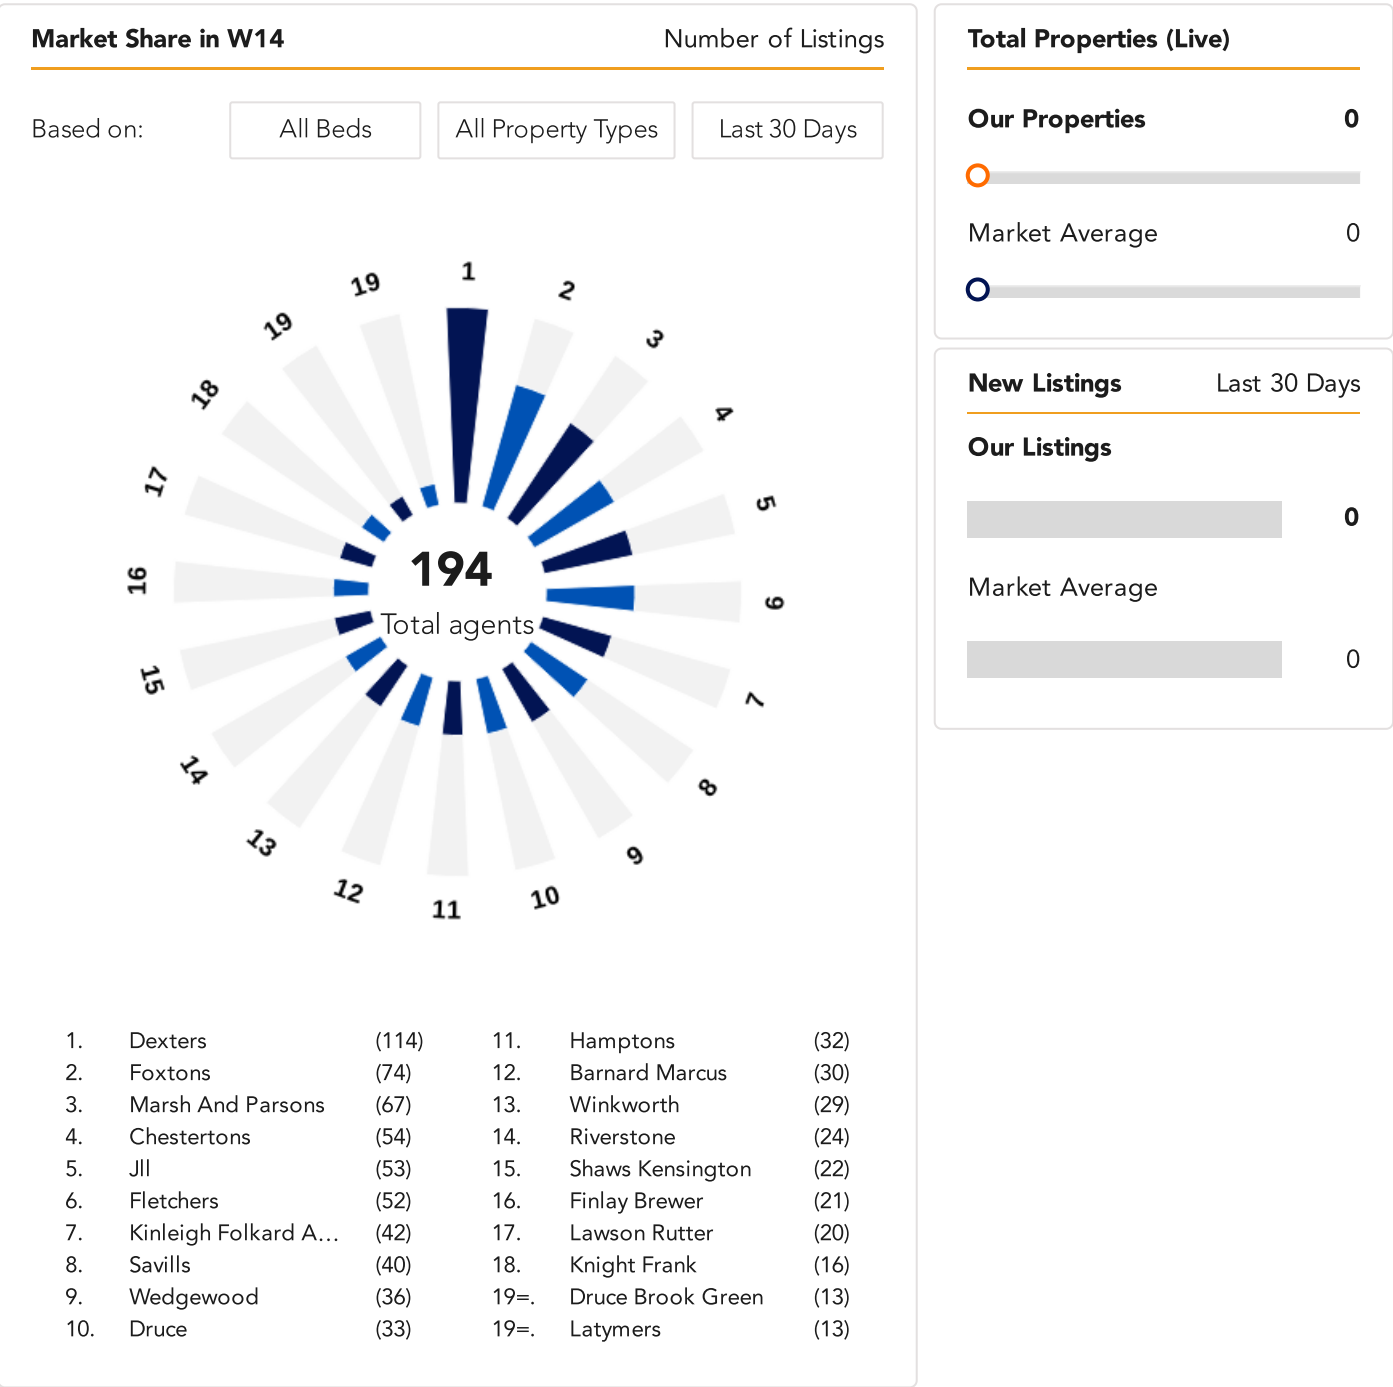 Market Share in W14 Number of Listings
Based on: All Beds All Property Types Last 30 Days
1
2
3
4
5
6
7
8
9
10
11
12
13
14
15
16
17
18
19
19
194
Total agents
1. Dexters (114)
2. Foxtons (74)
3. Marsh And Parsons (67)
4. Chestertons (54)
5. Jll (53)
6. Fletchers (52)
7. Kinleigh Folkard A... (42)
8. Savills (40)
9. Wedgewood (36)
10. Druce (33)
11. Hamptons (32)
12. Barnard Marcus (30)
13. Winkworth (29)
14. Riverstone (24)
15. Shaws Kensington (22)
16. Finlay Brewer (21)
17. Lawson Rutter (20)
18. Knight Frank (16)
19=. Druce Brook Green (13)
19=. Latymers (13)
Total Properties (Live)
Our Properties 0
Market Average 0
New Listings Last 30 Days
Our Listings
0
Market Average
0